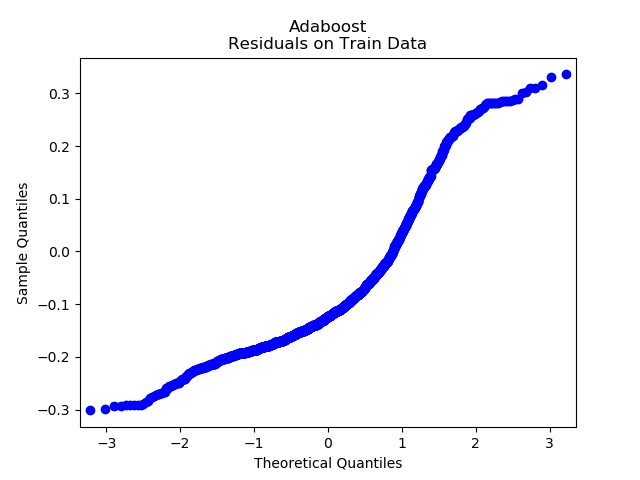 Adaboost
Residuals on Train Data
Sample Quantiles
0.3
0.2
0.1
0.0
−0.1
−0.2
−0.3
−3 −2 −1 0 1 2 3
Theoretical Quantiles